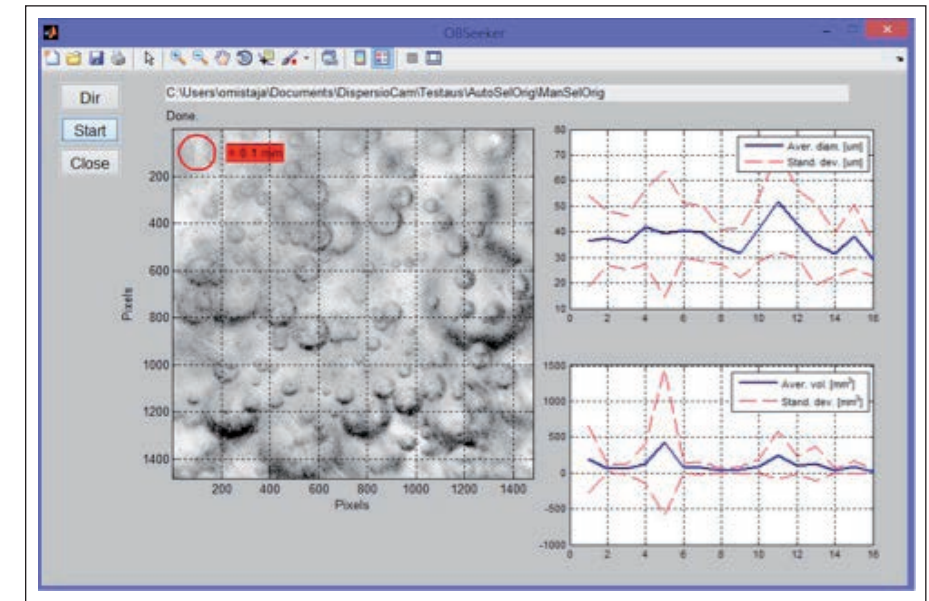 OBSeeker
Dir
C:\Users\omistaja\Documents\DispersioCam\Testaus\AutoSelOrig\ManSelOrig
Done.
Start
Close
= 0.1 mm
200
400
600
800
1000
1200
1400
Pixels
200 400 600 800 1000 1200 1400
Pixels
Aver. diam. [um]
Stand. dev. [um]
80
70
60
50
40
30
20
10
0 2 4 6 8 10 12 14 16
Aver. vol. [mm³]
Stand. dev. [mm³]
1500
1000
500
0
-500
-1000
0 2 4 6 8 10 12 14 16